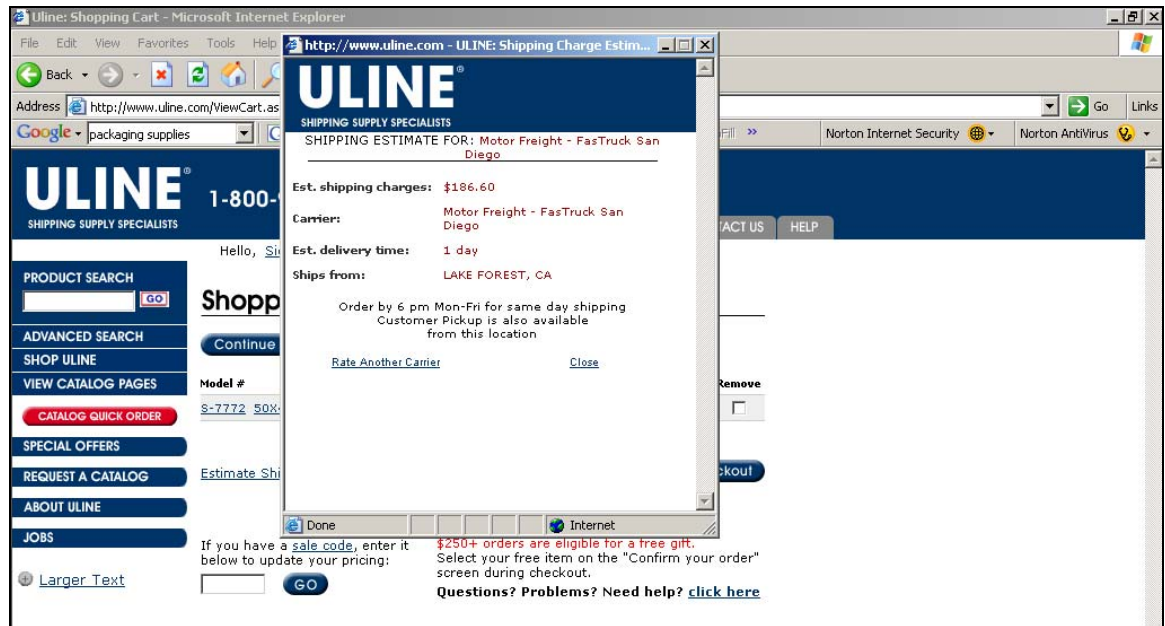 Uline: Shopping Cart - Microsoft Internet Explorer
File Edit View Favorites Tools Help
Back
Address http://www.uline.com/ViewCart.as
Go Links
Google packaging supplies
Fill »
Norton Internet Security
Norton AntiVirus
http://www.uline.com - ULINE: Shipping Charge Estim...
ULINE®
SHIPPING SUPPLY SPECIALISTS
SHIPPING ESTIMATE FOR: Motor Freight - FasTruck San
Diego
Est. shipping charges: $186.60
Carrier: Motor Freight - FasTruck San
Diego
Est. delivery time: 1 day
Ships from: LAKE FOREST, CA
Order by 6 pm Mon-Fri for same day shipping
Customer Pickup is also available
from this location
Rate Another Carrier Close
Done Internet
ULINE®
SHIPPING SUPPLY SPECIALISTS
1-800-
TACT US HELP
Hello,
PRODUCT SEARCH
GO
ADVANCED SEARCH
SHOP ULINE
VIEW CATALOG PAGES
CATALOG QUICK ORDER
SPECIAL OFFERS
REQUEST A CATALOG
ABOUT ULINE
JOBS
Larger Text
Shopp
Continue
Model # Remove
S-7772 50X
Estimate Shi
ckout
If you have a sale code, enter it
below to update your pricing:
GO
$250+ orders are eligible for a free gift.
Select your free item on the "Confirm your order"
screen during checkout.
Questions? Problems? Need help? click here